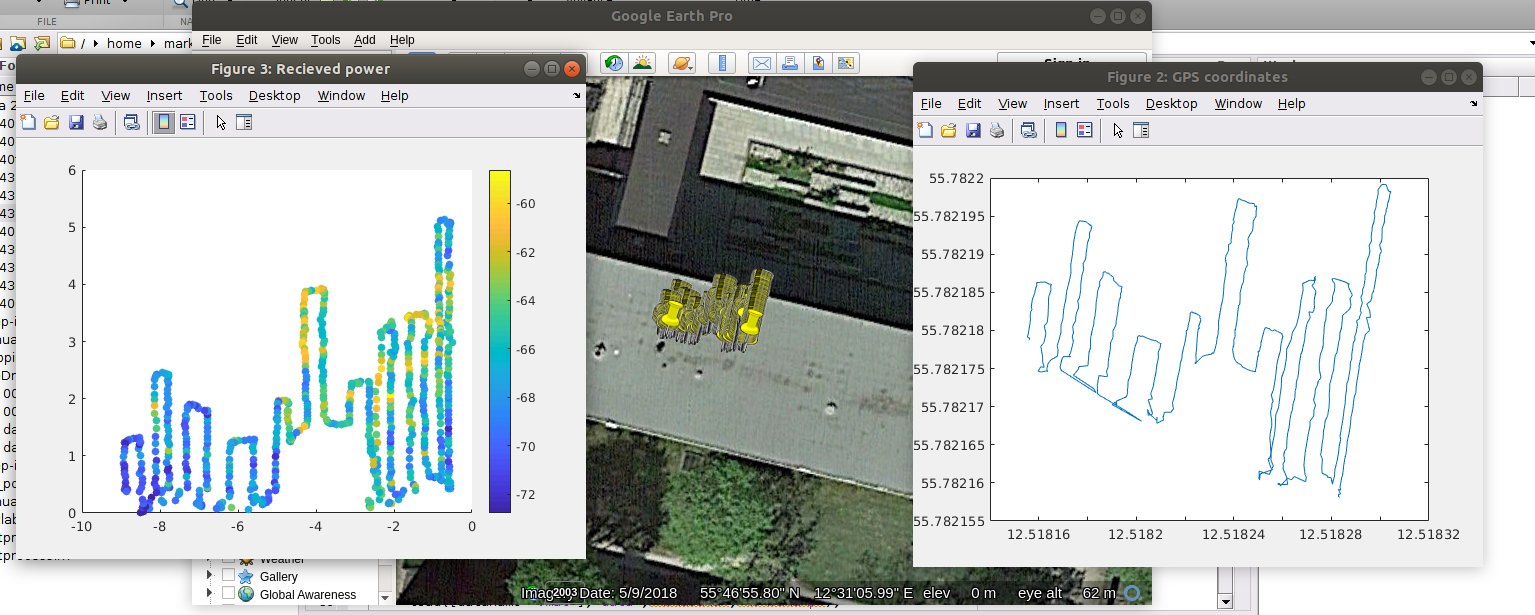 Print
Google Earth Pro
FILE
NA
File Edit View Tools Add Help
/ home mark
Sign in
Figure 3: Recieved power
File Edit View Insert Tools Desktop Window Help
6
5
4
3
2
1
0
-10 -8 -6 -4 -2 0
-60
-62
-64
-66
-68
-70
-72
Figure 2: GPS coordinates
File Edit View Insert Tools Desktop Window Help
55.7822
55.782195
55.78219
55.782185
55.78218
55.782175
55.78217
55.782165
55.78216
55.782155
12.51816 12.5182 12.51824 12.51828 12.51832
Weather
Gallery
Global Awareness
2003
Date: 5/9/2018 55°46'55.80" N 12°31'05.99" E elev 0 m eye alt 62 m